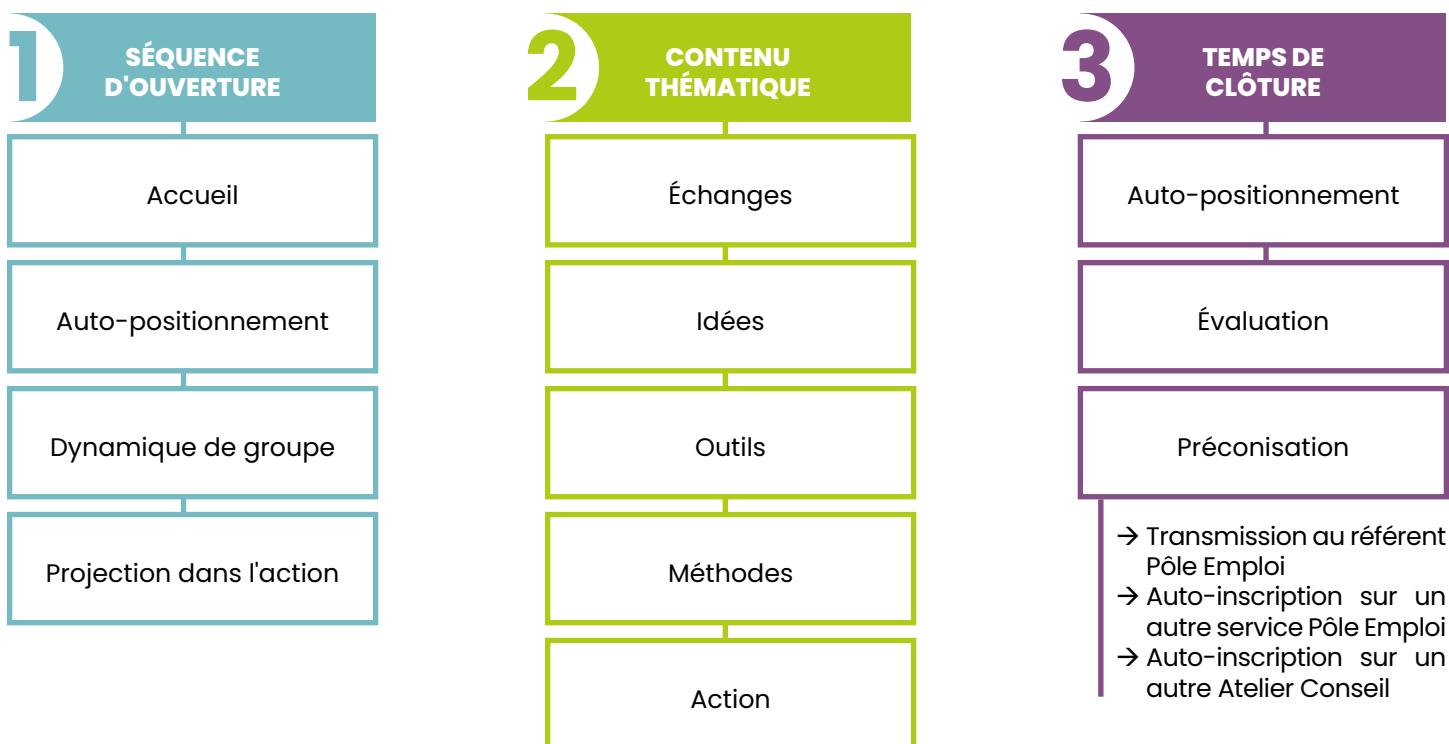 1
SÉQUENCE
D'OUVERTURE
Accueil
Auto-positionnement
Dynamique de groupe
Projection dans l'action
2
CONTENU
THÉMATIQUE
Échanges
Idées
Outils
Méthodes
Action
3
TEMPS DE
CLÔTURE
Auto-positionnement
Évaluation
Préconisation
→ Transmission au référent
Pôle Emploi
→ Auto-inscription sur un
autre service Pôle Emploi
→ Auto-inscription sur un
autre Atelier Conseil